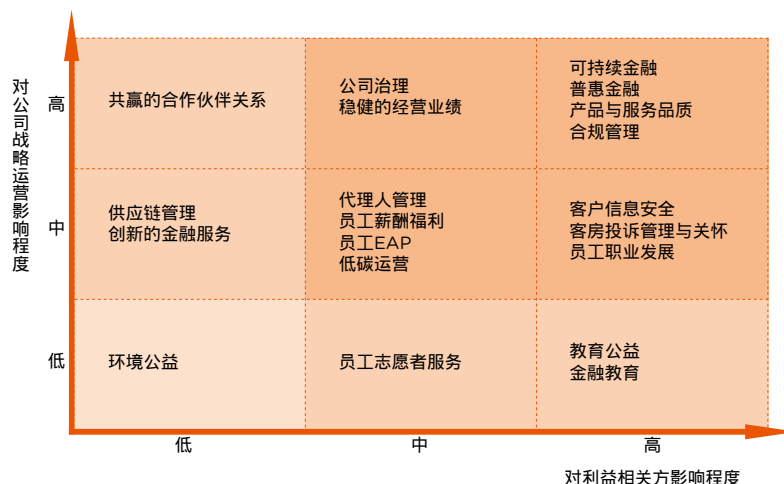 对公司战略运营影响程度
高
共赢的合作伙伴关系
公司治理
稳健的经营业绩
可持续金融
普惠金融
产品与服务品质
合规管理
中
供应链管理
创新的金融服务
代理人管理
员工薪酬福利
员工EAP
低碳运营
客户信息安全
客房投诉管理与关怀
员工职业发展
低
环境公益
员工志愿者服务
教育公益
金融教育
低
中
高
对利益相关方影响程度